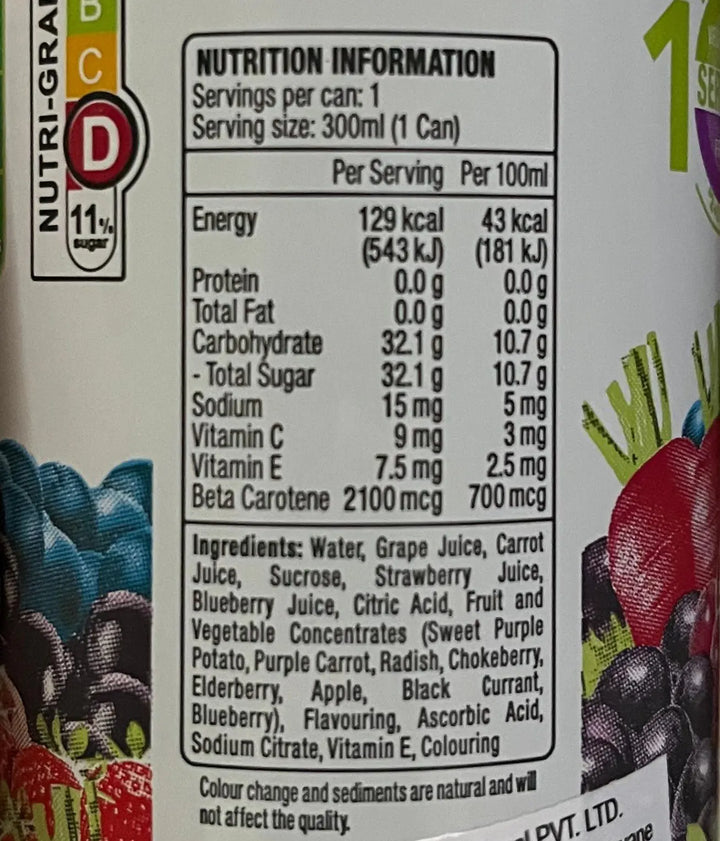 B
C
D
NUTRI-GRA
11%
sugar
NUTRITION INFORMATION
Servings per can: 1
Serving size: 300ml (1 Can)
Per Serving Per 100ml
Energy 129 kcal 43 kcal
(543 kJ) (181 kJ)
Protein 0.0 g 0.0 g
Total Fat 0.0 g 0.0 g
Carbohydrate 32.1 g 10.7 g
- Total Sugar 32.1 g 10.7 g
Sodium 15 mg 5 mg
Vitamin C 9 mg 3 mg
Vitamin E 7.5 mg 2.5 mg
Beta Carotene 2100 mcg 700 mcg
Ingredients: Water, Grape Juice, Carrot
Juice, Sucrose, Strawberry Juice,
Blueberry Juice, Citric Acid, Fruit and
Vegetable Concentrates (Sweet Purple
Potato, Purple Carrot, Radish, Chokeberry,
Elderberry, Apple, Black Currant,
Blueberry), Flavouring, Ascorbic Acid,
Sodium Citrate, Vitamin E, Colouring
Colour change and sediments are natural and will
not affect the quality.
1
SE
PVT. LTD.